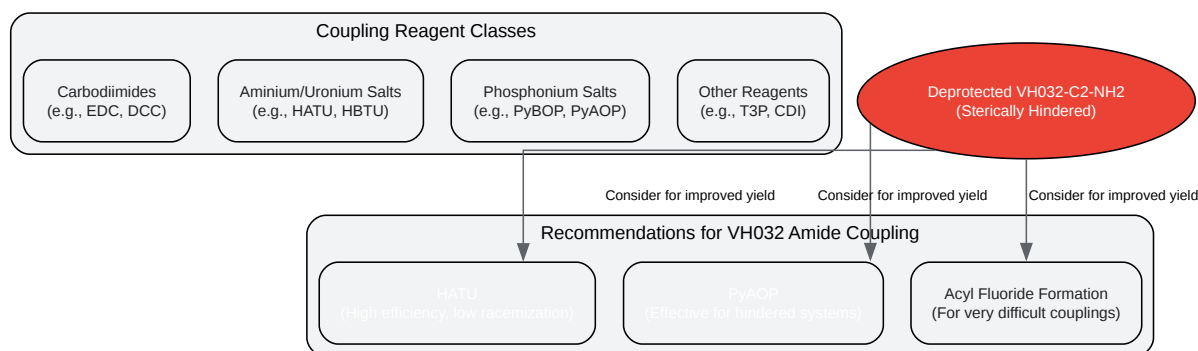 Coupling Reagent Classes
Carbodiimides
(e.g., EDC, DCC)
Aminium/Uronium Salts
(e.g., HATU, HBTU)
Phosphonium Salts
(e.g., PyBOP, PyAOP)
Other Reagents
(e.g., T3P, CDI)
Deprotected VH032-C2-NH2
(Sterically Hindered)
Consider for improved yield
Consider for improved yield
Consider for improved yield
Recommendations for VH032 Amide Coupling
HATU
(High efficiency, low racemization)
PyAOP
(Effective for hindered systems)
Acyl Fluoride Formation
(For very difficult couplings)